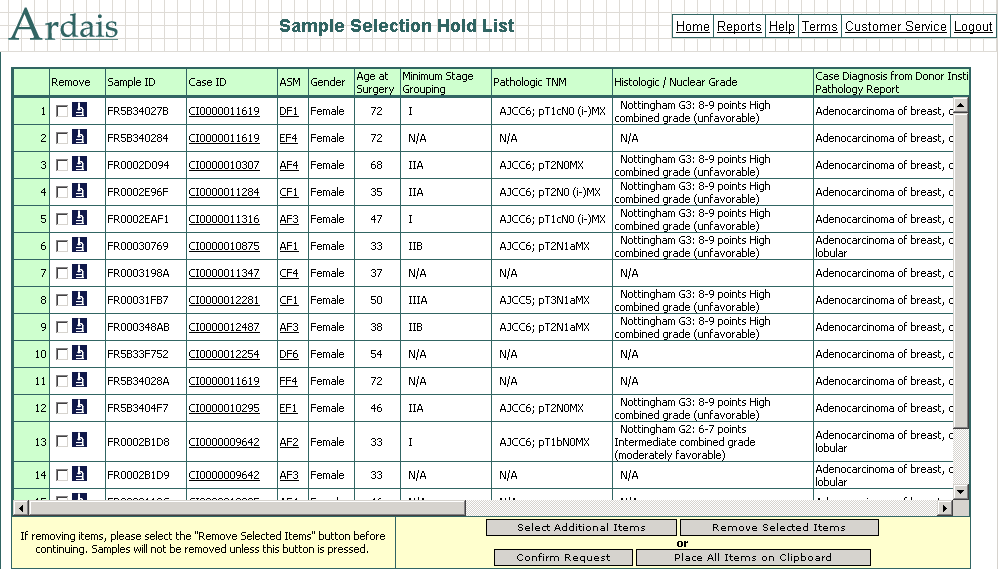 Ardais
Sample Selection Hold List
Home Reports Help Terms Customer Service Logout
Remove Sample ID Case ID ASM Gender Age at Surgery Minimum Stage Grouping Pathologic TNM Histologic / Nuclear Grade Case Diagnosis from Donor Insti Pathology Report
1 FR5B34027B CI0000011619 DF1 Female 72 I AJCC6; pT1cN0 (i-)MX Nottingham G3: 8-9 points High combined grade (unfavorable) Adenocarcinoma of breast, c
2 FR5B340284 CI0000011619 EF4 Female 72 N/A N/A N/A Adenocarcinoma of breast, c
3 FR0002D094 CI0000010307 AF4 Female 68 IIA AJCC6; pT2N0MX Nottingham G3: 8-9 points High combined grade (unfavorable) Adenocarcinoma of breast, c
4 FR0002E96F CI0000011284 CF1 Female 35 IIA AJCC6; pT2N0 (i-)MX Nottingham G3: 8-9 points High combined grade (unfavorable) Adenocarcinoma of breast, c
5 FR0002EAF1 CI0000011316 AF3 Female 47 I AJCC6; pT1cN0 (i-)MX Nottingham G3: 8-9 points High combined grade (unfavorable) Adenocarcinoma of breast, c
6 FR00030769 CI0000010875 AF1 Female 33 IIB AJCC6; pT2N1aMX Nottingham G3: 8-9 points High combined grade (unfavorable) Adenocarcinoma of breast, c lobular
7 FR0003198A CI0000011347 CF4 Female 37 N/A N/A N/A Adenocarcinoma of breast, c
8 FR00031FB7 CI0000012281 CF1 Female 50 IIIA AJCC5; pT3N1aMX Nottingham G3: 8-9 points High combined grade (unfavorable) Adenocarcinoma of breast, c
9 FR000348AB CI0000012487 AF3 Female 38 IIB AJCC6; pT2N1aMX Nottingham G3: 8-9 points High combined grade (unfavorable) Adenocarcinoma of breast, c
10 FR5B33F752 CI0000012254 DF6 Female 54 N/A N/A N/A Adenocarcinoma of breast, c
11 FR5B34028A CI0000011619 FF4 Female 72 N/A N/A N/A Adenocarcinoma of breast, c
12 FR5B3404F7 CI0000010295 EF1 Female 46 IIA AJCC6; pT2N0MX Nottingham G3: 8-9 points High combined grade (unfavorable) Adenocarcinoma of breast, c
13 FR0002B1D8 CI0000009642 AF2 Female 33 I AJCC6; pT1bN0MX Nottingham G2: 6-7 points Intermediate combined grade (moderately favorable) Adenocarcinoma of breast, c lobular
14 FR0002B1D9 CI0000009642 AF3 Female 33 N/A N/A N/A Adenocarcinoma of breast, c lobular
If removing items, please select the "Remove Selected Items" button before
continuing. Samples will not be removed unless this button is pressed.
Select Additional Items Remove Selected Items
or
Confirm Request Place All Items on Clipboard